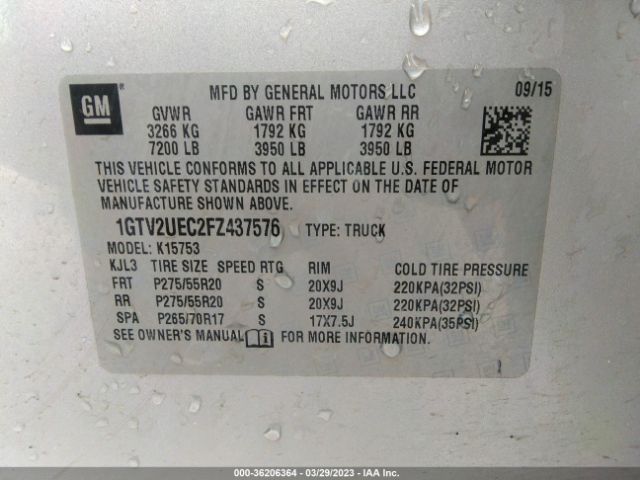 GM
MFD BY GENERAL MOTORS LLC 09/15
GVWR GAWR FRT GAWR RR
3266 KG 1792 KG 1792 KG
7200 LB 3950 LB 3950 LB
THIS VEHICLE CONFORMS TO ALL APPLICABLE U.S. FEDERAL MOTOR
VEHICLE SAFETY STANDARDS IN EFFECT ON THE DATE OF
MANUFACTURE SHOWN ABOVE.
1GTV2UEC2FZ437576 TYPE: TRUCK
MODEL: K15753
KJL3 TIRE SIZE SPEED RTG RIM COLD TIRE PRESSURE
FRT P275/55R20 S 20X9J 220KPA(32PSI)
RR P275/55R20 S 20X9J 220KPA(32PSI)
SPA P265/70R17 S 17X7.5J 240KPA(35PSI)
SEE OWNER'S MANUAL FOR MORE INFORMATION.
000-36206364 - 03/29/2023 - IAA Inc.